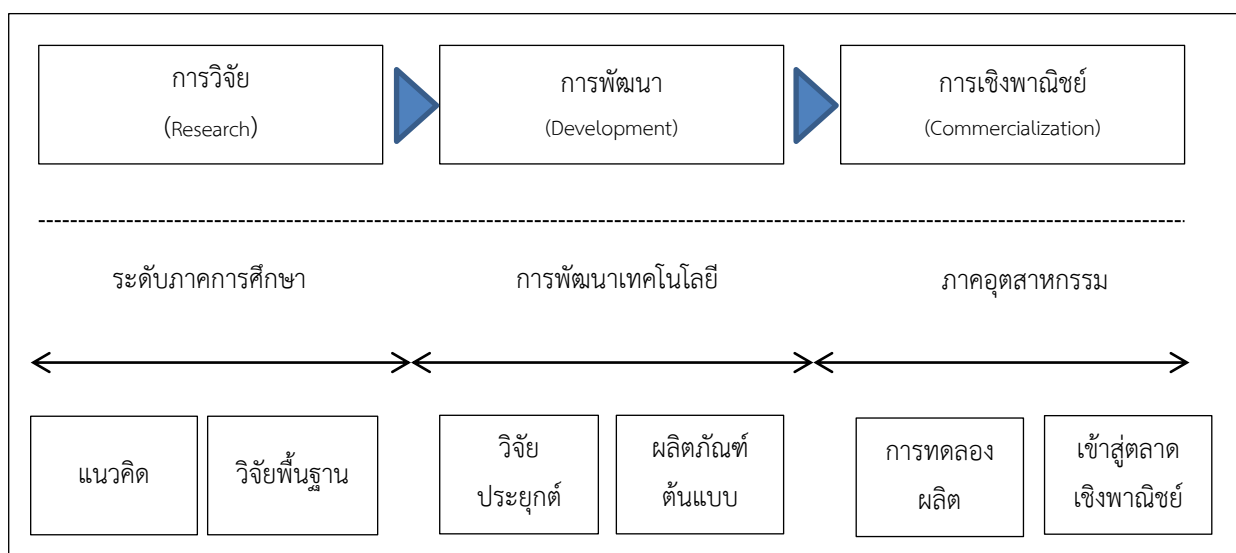 การวิจัย
(Research)
การพัฒนา
(Development)
การเชิงพาณิชย์
(Commercialization)
ระดับภาคการศึกษา
การพัฒนาเทคโนโลยี
ภาคอุตสาหกรรม
แนวคิด
วิจัยพื้นฐาน
วิจัย
ประยุกต์
ผลิตภัณฑ์
ต้นแบบ
การทดลอง
ผลิต
เข้าสู่ตลาด
เชิงพาณิชย์